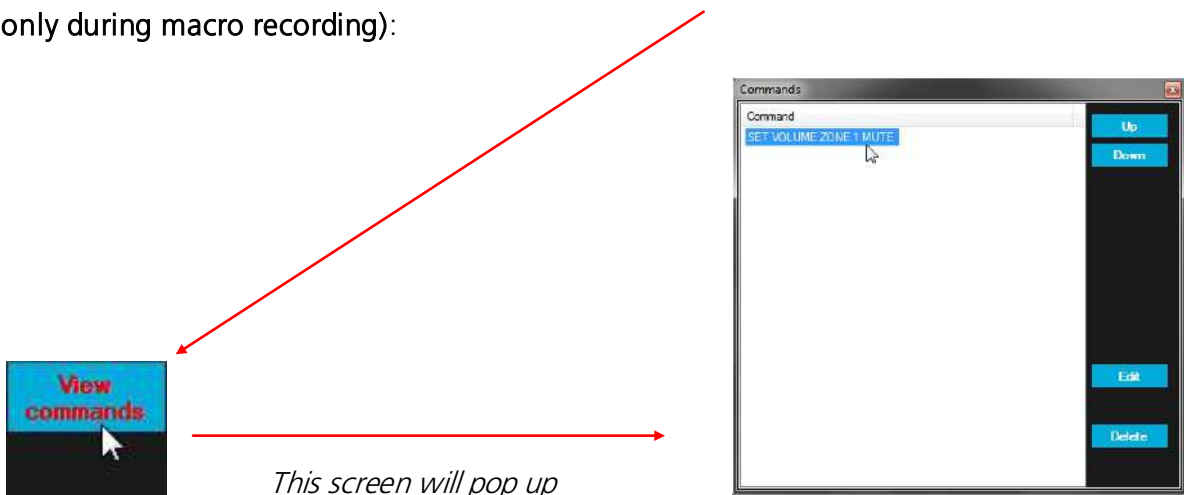 only during macro recording):
Commands
Command
SET VOLUME ZONE 1 MUTE
Up
Down
Edit
Delete
View
commands
This screen will pop up